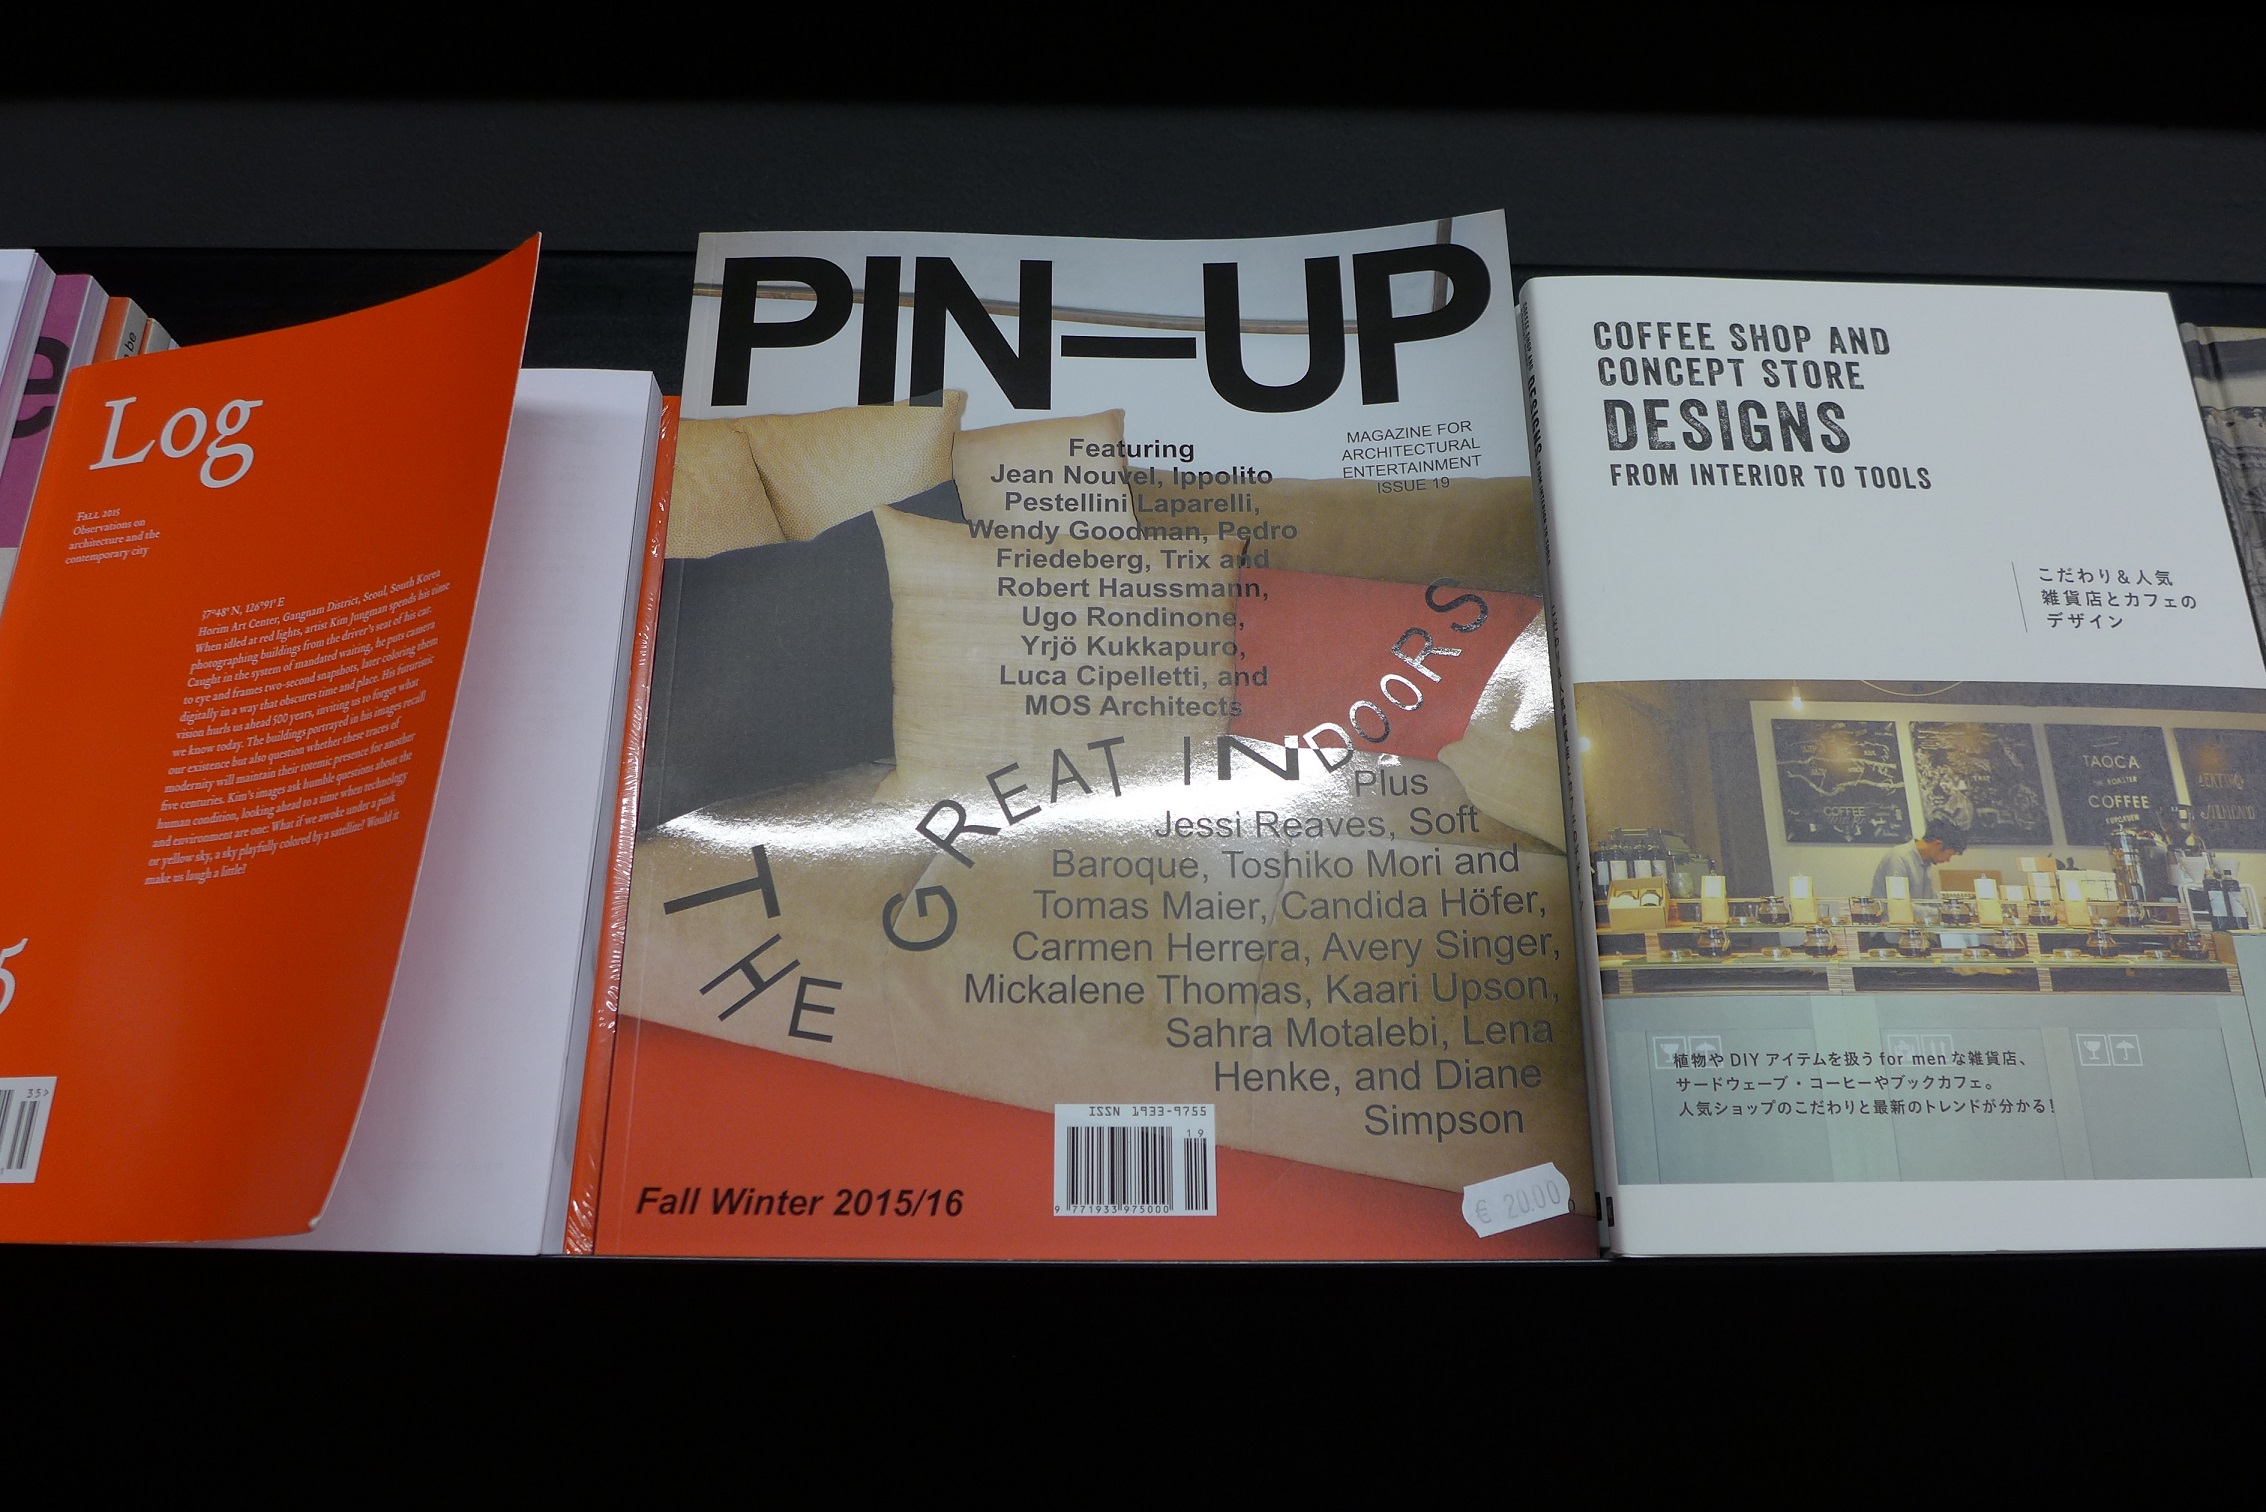 e
be
Log
FALL 2015
Observations on
architecture and the
contemporary city
37°48' N, 126°91' E
Horim Art Center, Gangnam District, Seoul, South Korea
When idled at red lights, artist Kim Jungman spends his time
photographing buildings from the driver's seat of his car.
Caught in the system of mandated waiting, he puts camera
to eye and frames two-second snapshots, later coloring them
digitally in a way that obscures time and place. His futuristic
vision hurls us ahead 500 years, inviting us to forget what
we know today. The buildings portrayed in his images recall
our existence but also question whether these traces of
modernity will maintain their totemic presence for another
five centuries. Kim's images ask humble questions about the
human condition, looking ahead to a time when technology
and environment are one: What if we awoke under a pink
or yellow sky, a sky playfully colored by a satellite? Would it
make us laugh a little?
5
35>
PIN—UP
MAGAZINE FOR
ARCHITECTURAL
ENTERTAINMENT
ISSUE 19
Featuring
Jean Nouvel, Ippolito
Pestellini Laparelli,
Wendy Goodman, Pedro
Friedeberg, Trix and
Robert Haussmann,
Ugo Rondinone,
Yrjö Kukkapuro,
Luca Cipelletti, and
MOS Architects
THE GREAT INDOORS
Plus
Jessi Reaves, Soft
Baroque, Toshiko Mori and
Tomas Maier, Candida Höfer,
Carmen Herrera, Avery Singer,
Mickalene Thomas, Kaari Upson,
Sahra Motalebi, Lena
Henke, and Diane
Simpson
ISSN 1933-9755
19
9 771933 975000
Fall Winter 2015/16
€ 20.00
COFFEE SHOP AND
CONCEPT STORE
DESIGNS
FROM INTERIOR TO TOOLS
こだわり&人気
雑貨店とカフェの
デザイン
COFFEE
TAOCA
COFFEE
植物や DIY アイテムを扱う for men な雑貨店、
サードウェーブ・コーヒーやブックカフェ。
人気ショップのこだわりと最新のトレンドが分かる!